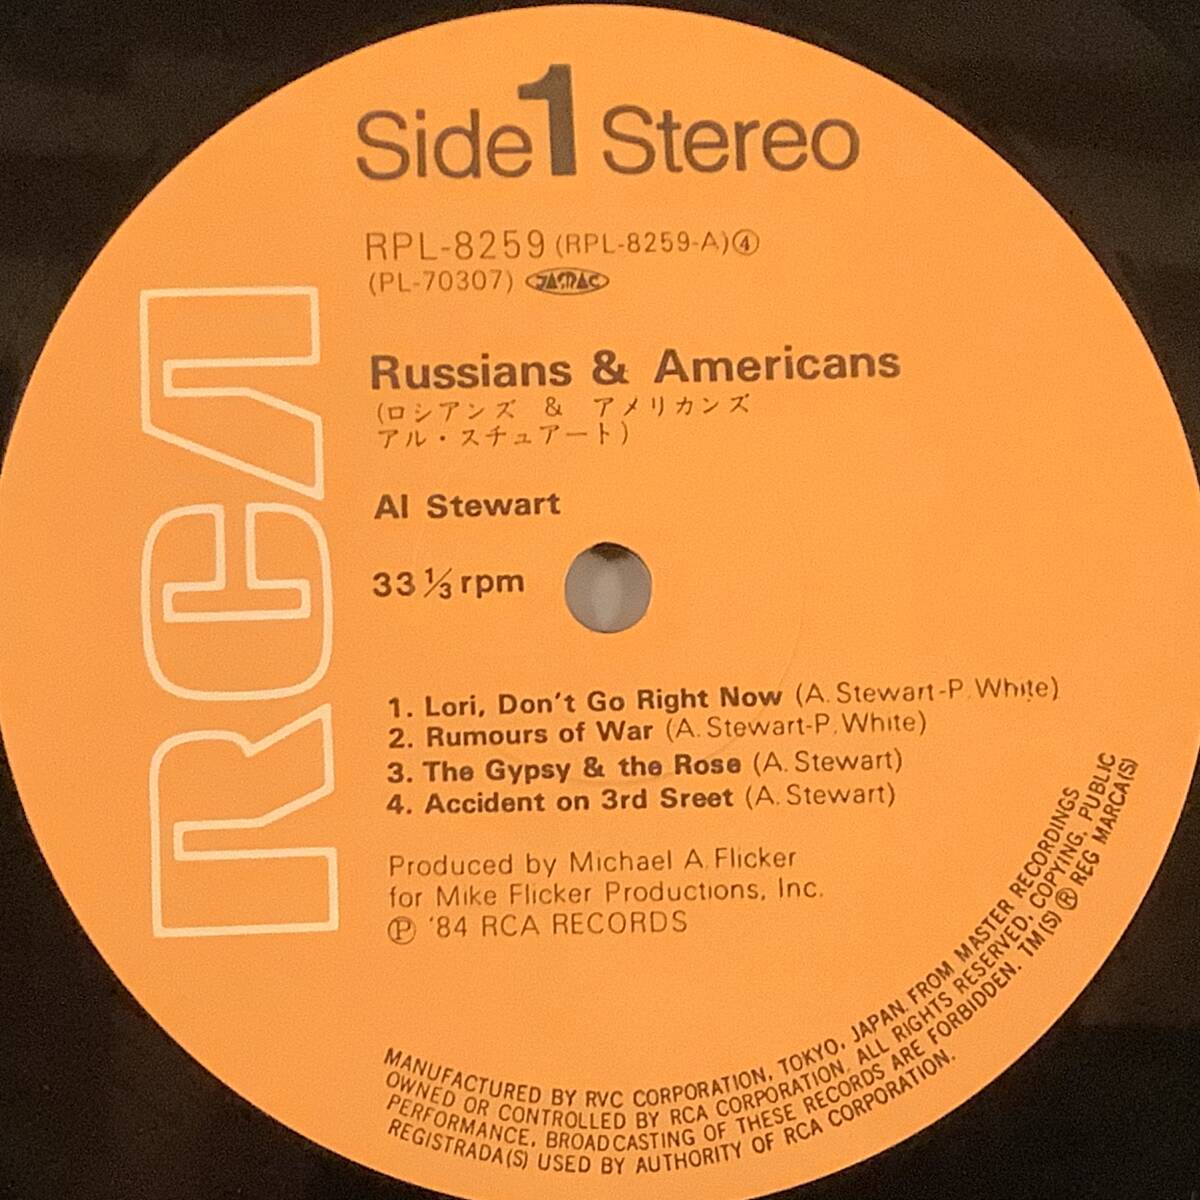 Side 1 Stereo
RPL-8259 (RPL-8259-A)④
(PL-70307) JASRAC
Russians & Americans
(ロシアンズ & アメリカンズ
アル・スチュアート)
Al Stewart
33 1/3 rpm
RCA
1. Lori, Don't Go Right Now (A. Stewart-P. White)
2. Rumours of War (A. Stewart-P. White)
3. The Gypsy & the Rose (A. Stewart)
4. Accident on 3rd Sreet (A. Stewart)
Produced by Michael A. Flicker
for Mike Flicker Productions, Inc.
Ⓟ '84 RCA RECORDS
MANUFACTURED BY RVC CORPORATION, TOKYO, JAPAN. FROM MASTER RECORDINGS
OWNED OR CONTROLLED BY RCA CORPORATION. ALL RIGHTS RESERVED, COPYING, PUBLIC
PERFORMANCE, BROADCASTING OF THESE RECORDS ARE FORBIDDEN. TM(S) ® REG MARCA(S)
REGISTRADA(S) USED BY AUTHORITY OF RCA CORPORATION.